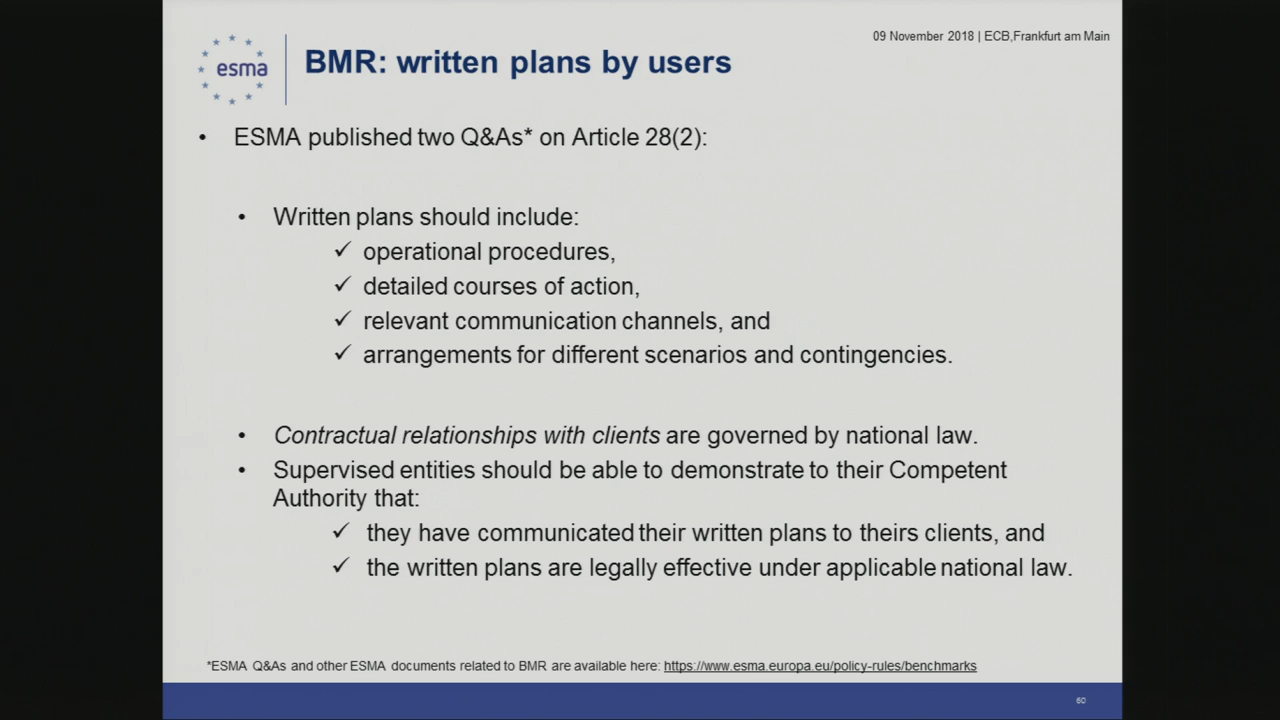 09 November 2018 | ECB,Frankfurt am Main
esma
BMR: written plans by users
• ESMA published two Q&As* on Article 28(2):
• Written plans should include:
✓ operational procedures,
✓ detailed courses of action,
✓ relevant communication channels, and
✓ arrangements for different scenarios and contingencies.
• Contractual relationships with clients are governed by national law.
• Supervised entities should be able to demonstrate to their Competent
Authority that:
✓ they have communicated their written plans to theirs clients, and
✓ the written plans are legally effective under applicable national law.
*ESMA Q&As and other ESMA documents related to BMR are available here: https://www.esma.europa.eu/policy-rules/benchmarks
60